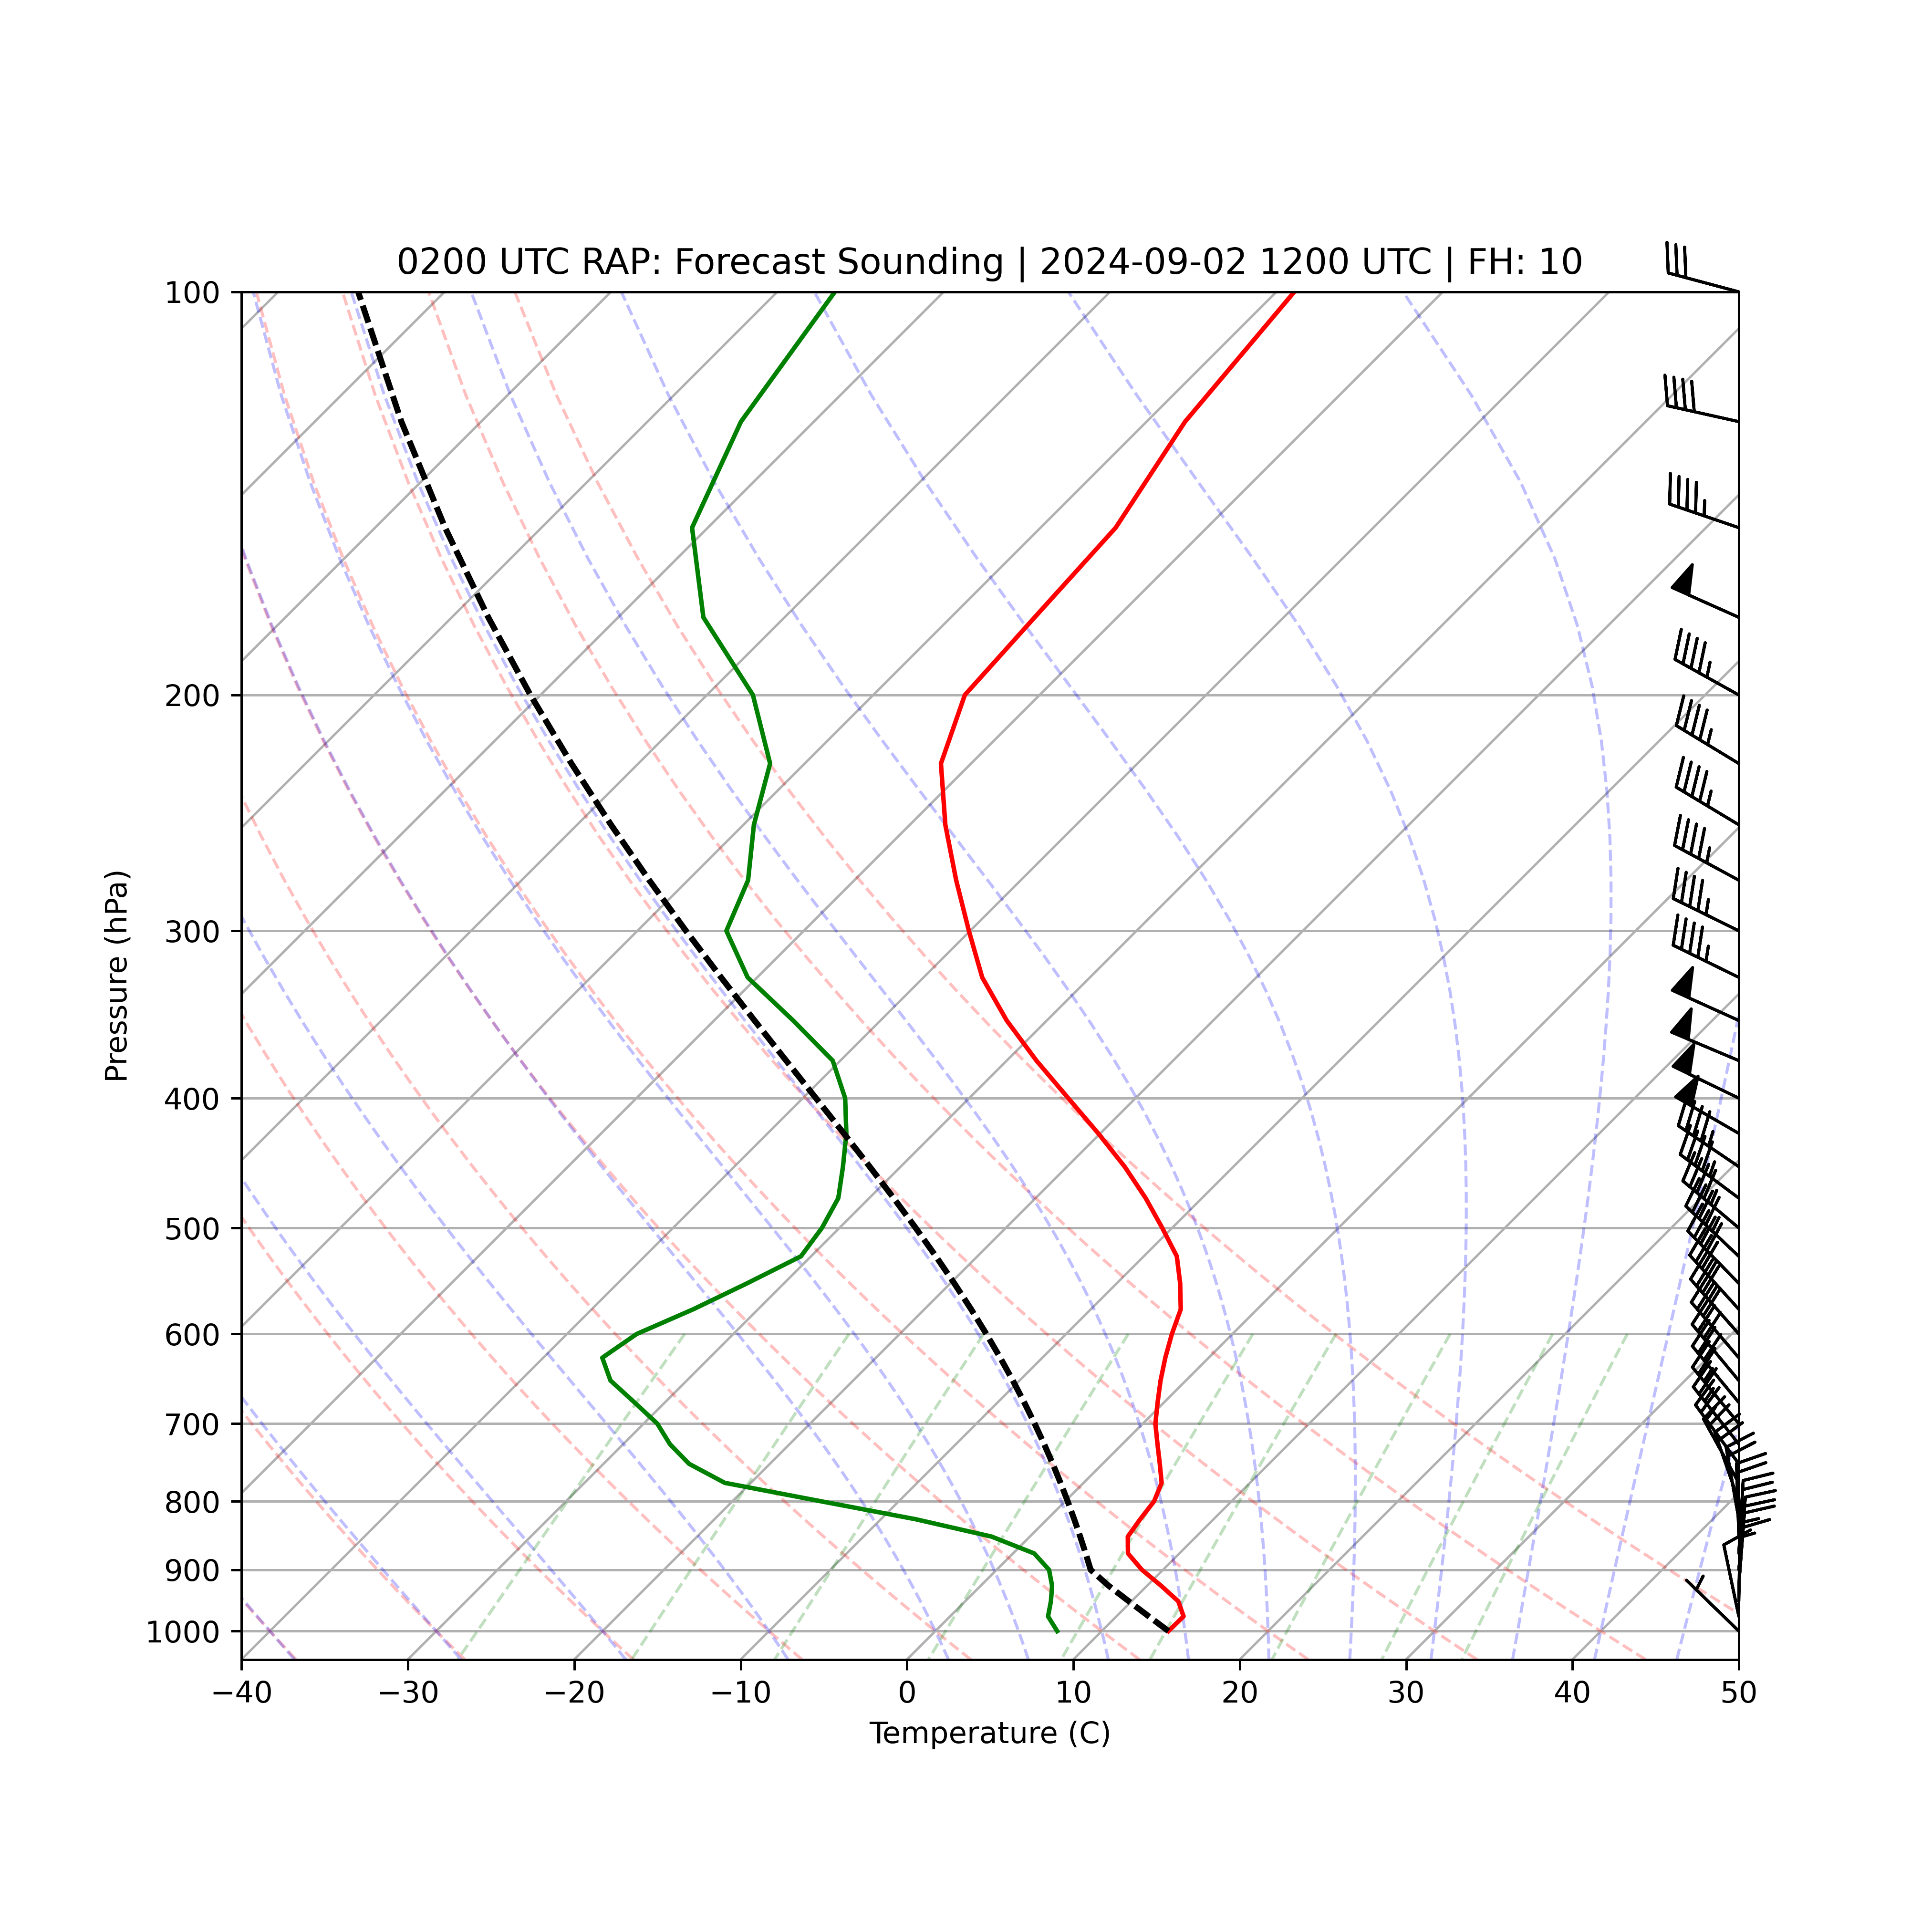 0200 UTC RAP: Forecast Sounding | 2024-09-02 1200 UTC | FH: 10
100
200
300
400
500
600
700
800
900
1000
Pressure (hPa)
−40 −30 −20 −10 0 10 20 30 40 50
Temperature (C)